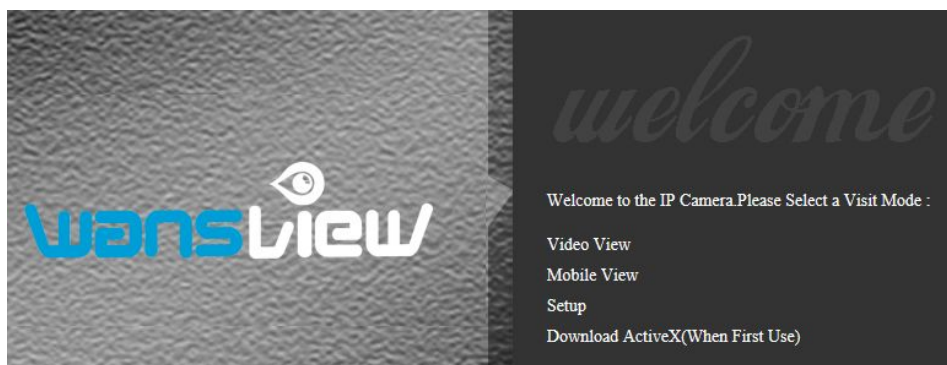 wansview
welcome
Welcome to the IP Camera.Please Select a Visit Mode :
Video View
Mobile View
Setup
Download ActiveX(When First Use)